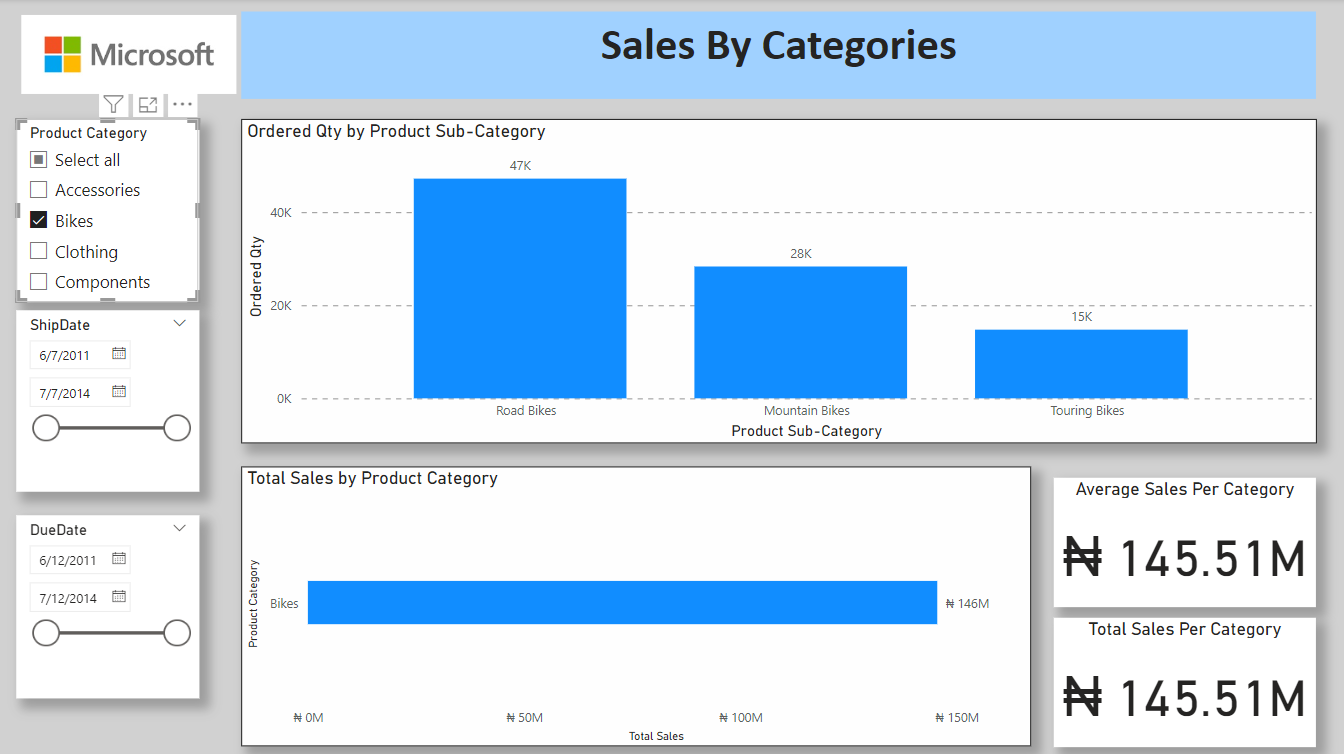 Microsoft
Sales By Categories
Product Category
Select all
Accessories
Bikes
Clothing
Components
ShipDate
6/7/2011
7/7/2014
DueDate
6/12/2011
7/12/2014
Ordered Qty by Product Sub-Category
Ordered Qty
40K
20K
0K
47K
28K
15K
Road Bikes
Mountain Bikes
Touring Bikes
Product Sub-Category
Total Sales by Product Category
Product Category
Bikes
₦ 146M
₦ 0M
₦ 50M
₦ 100M
₦ 150M
Total Sales
Average Sales Per Category
₦ 145.51M
Total Sales Per Category
₦ 145.51M